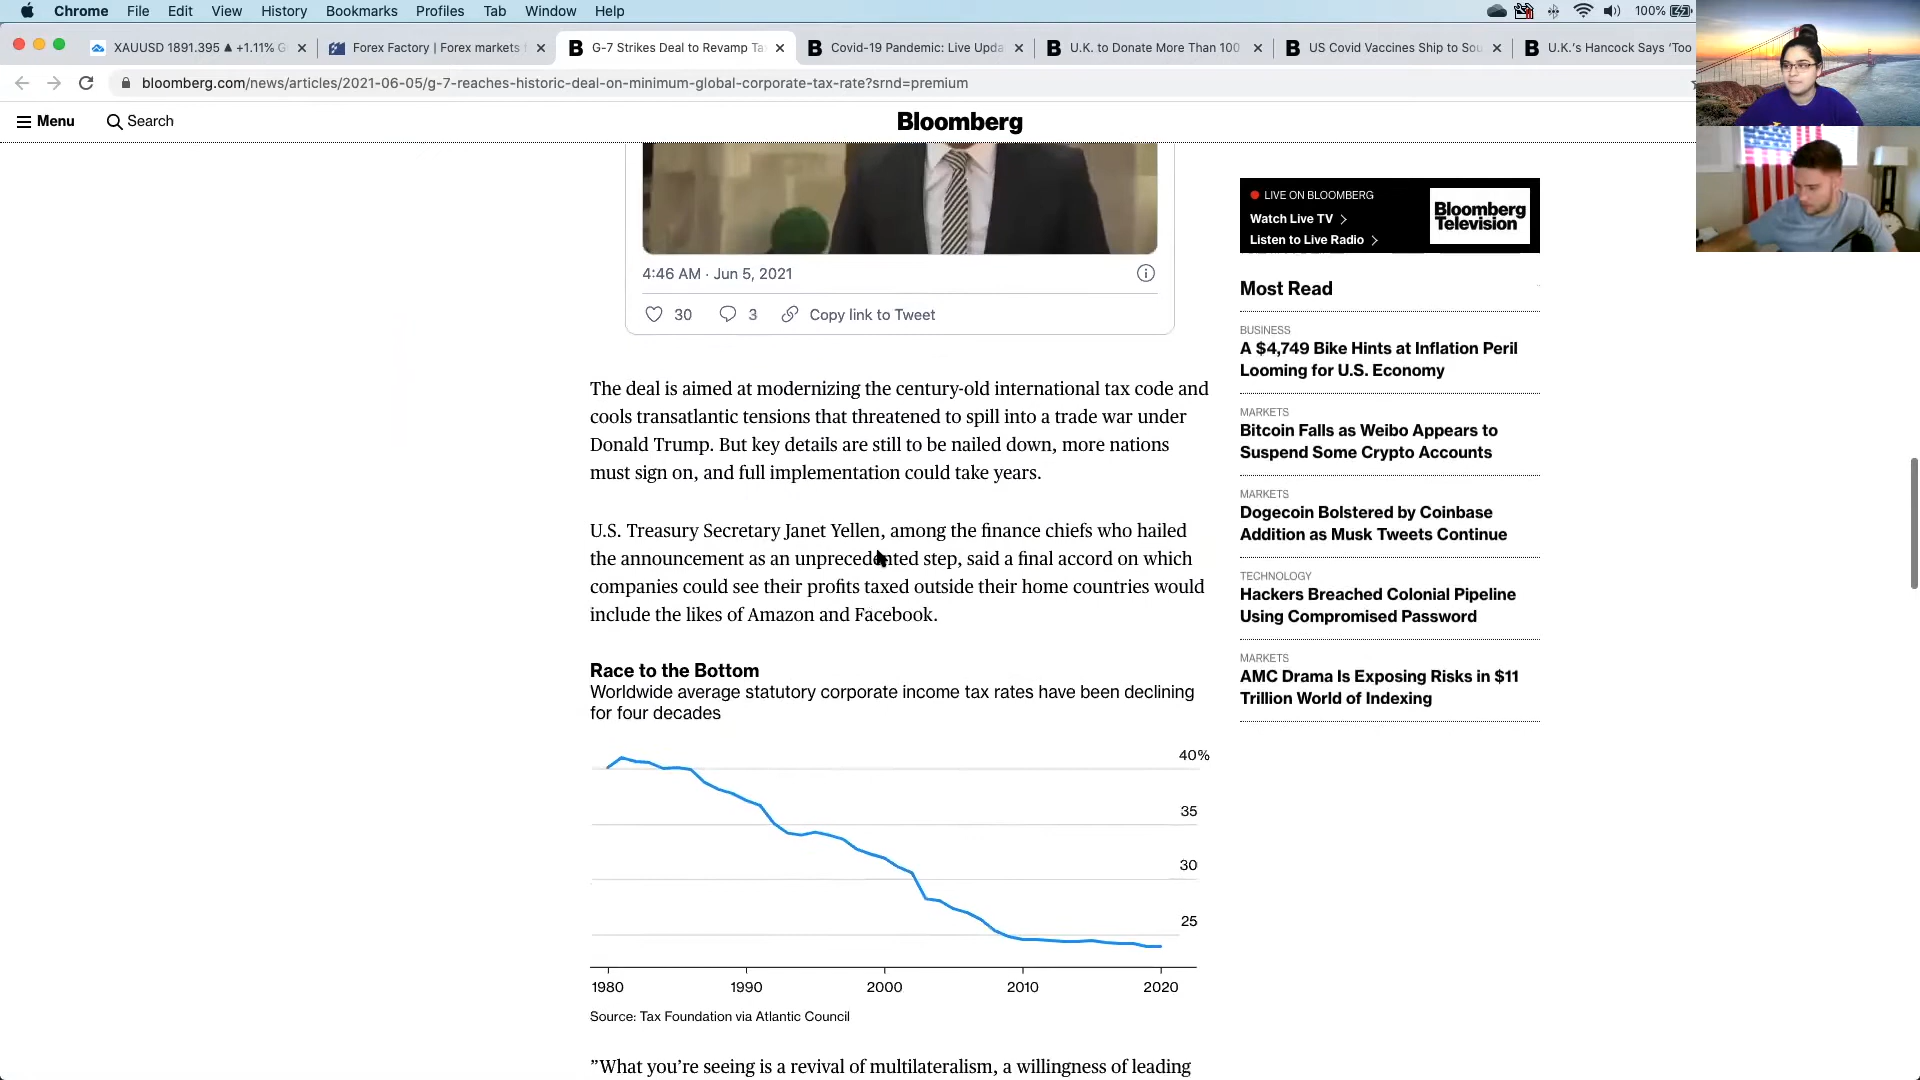 Chrome File Edit View History Bookmarks Profiles Tab Window Help
100%
XAUUSD 1891.395 ▲ +1.11% G
Forex Factory | Forex markets f
G-7 Strikes Deal to Revamp Ta
Covid-19 Pandemic: Live Upda
U.K. to Donate More Than 100
US Covid Vaccines Ship to Sou
U.K.'s Hancock Says 'Too
bloomberg.com/news/articles/2021-06-05/g-7-reaches-historic-deal-on-minimum-global-corporate-tax-rate?srnd=premium
Menu
Search
Bloomberg
4:46 AM · Jun 5, 2021
30
3
Copy link to Tweet
The deal is aimed at modernizing the century-old international tax code and
cools transatlantic tensions that threatened to spill into a trade war under
Donald Trump. But key details are still to be nailed down, more nations
must sign on, and full implementation could take years.
U.S. Treasury Secretary Janet Yellen, among the finance chiefs who hailed
the announcement as an unprecedented step, said a final accord on which
companies could see their profits taxed outside their home countries would
include the likes of Amazon and Facebook.
Race to the Bottom
Worldwide average statutory corporate income tax rates have been declining
for four decades
40%
35
30
25
1980 1990 2000 2010 2020
Source: Tax Foundation via Atlantic Council
”What you’re seeing is a revival of multilateralism, a willingness of leading
LIVE ON BLOOMBERG
Watch Live TV
Listen to Live Radio
Bloomberg
Television
Most Read
BUSINESS
A $4,749 Bike Hints at Inflation Peril
Looming for U.S. Economy
MARKETS
Bitcoin Falls as Weibo Appears to
Suspend Some Crypto Accounts
MARKETS
Dogecoin Bolstered by Coinbase
Addition as Musk Tweets Continue
TECHNOLOGY
Hackers Breached Colonial Pipeline
Using Compromised Password
MARKETS
AMC Drama Is Exposing Risks in $11
Trillion World of Indexing